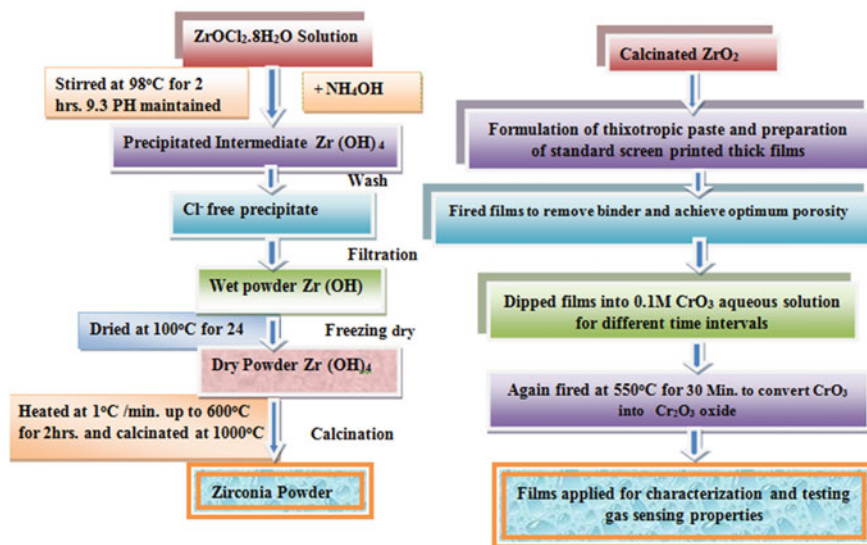 ZrOCl₂.8H₂O Solution
Stirred at 98°C for 2
hrs. 9.3 PH maintained
+ NH₄OH
Precipitated Intermediate Zr (OH) ₄
Wash
Cl⁻ free precipitate
Filtration
Wet powder Zr (OH)
Dried at 100°C for 24
Freezing dry
Dry Powder Zr (OH)₄
Heated at 1°C /min. up to 600°C
for 2hrs. and calcinated at 1000°C
Calcination
Zirconia Powder
Calcinated ZrO₂
Formulation of thixotropic paste and preparation
of standard screen printed thick films
Fired films to remove binder and achieve optimum porosity
Dipped films into 0.1M CrO₃ aqueous solution
for different time intervals
Again fired at 550°C for 30 Min. to convert CrO₃
into Cr₂O₃ oxide
Films applied for characterization and testing
gas sensing properties